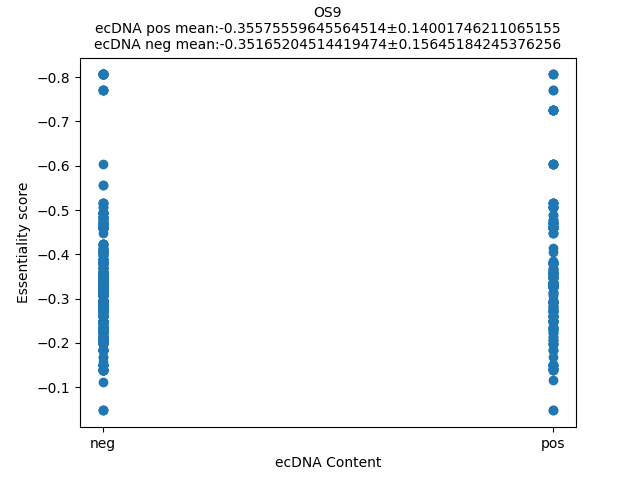 OS9
ecDNA pos mean:-0.35575559645564514±0.14001746211065155
ecDNA neg mean:-0.35165204514419474±0.15645184245376256
−0.8
−0.7
−0.6
−0.5
−0.4
−0.3
−0.2
−0.1
Essentiality score
neg
pos
ecDNA Content